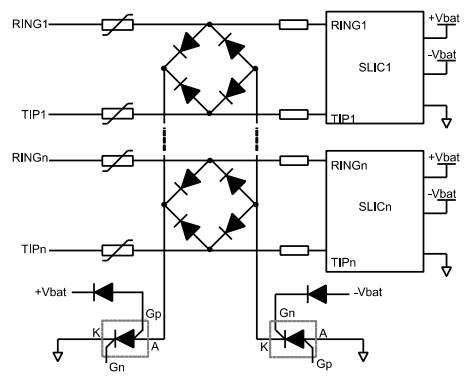 RING1 RING1 +Vbat
-Vbat
SLIC1
TIP1 TIP1
RINGn RINGn +Vbat
-Vbat
SLICn
TIPn TIPn
+Vbat Gp Gn -Vbat
K A K A
Gn Gp